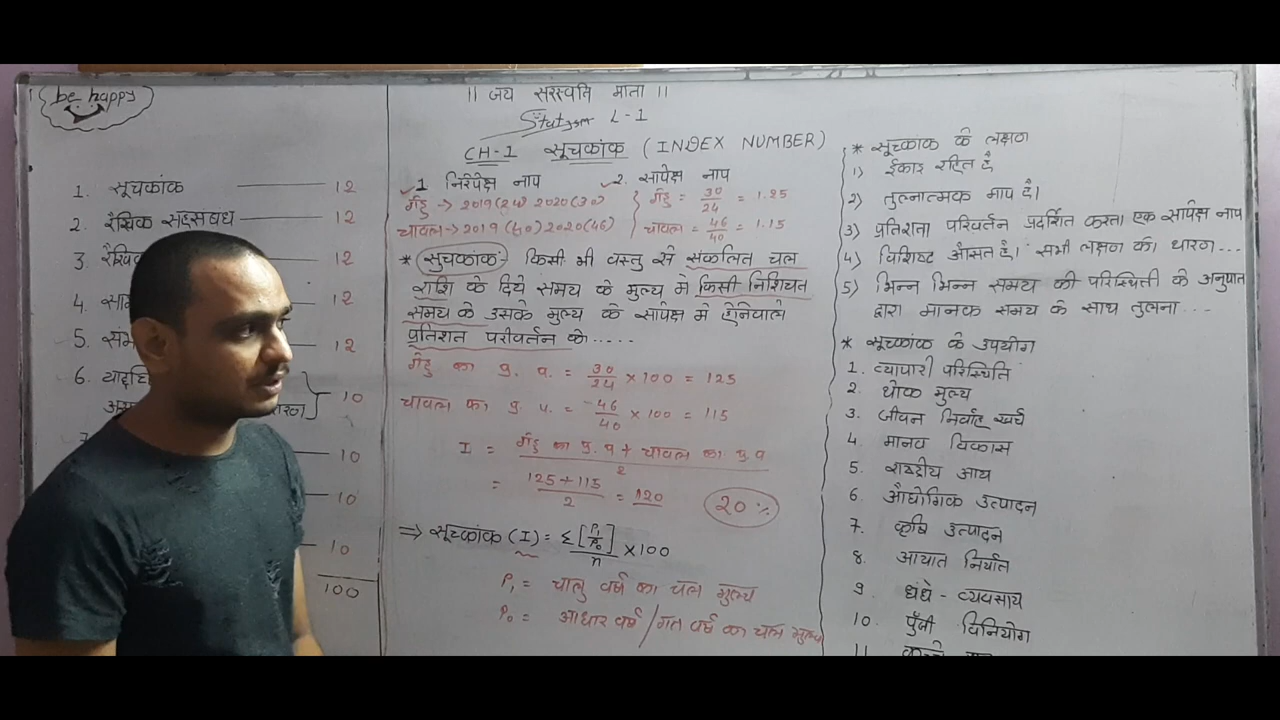 be happy
1. सूचकांक —— 12
2. रैखिक सहसंबंध —— 12
3. 12
4. 12
5. 12
6. 10
10
10
10
100
|| जय सरस्वति माता ||
L-1
CH-1 सूचकांक (INDEX NUMBER)
1. निरपेक्ष नाप 2. सापेक्ष नाप
गेहु → 2019(24) 2020(30) गेहु = 30/24 = 1.25
चावल → 2019(40) 2020(46) चावल = 46/40 = 1.15
* सुचकांक - किसी भी वस्तु से संकलित चल
राशि के दिये समय के मुल्य मे किसी निश्चित
समय के उसके मुल्य के सापेक्ष मे होनेवाले
प्रतिशत परीवर्तन को.....
गेहु का प्र. प. = 30/24 × 100 = 125
चावल का प्र. प. = 46/40 × 100 = 115
I = गेहु का प्र. प + चावल का प्र. प / 2
= 125 + 115 / 2 = 120 20 %
⇒ सूचकांक (I) = Σ [P₁/P₀] / n × 100
P₁ = चालु वर्ष का चल मुल्य
P₀ = आधार वर्ष / गत वर्ष का चल मुल्य
* सूचकांक के लक्षण
1) ईकाइ रहित है
2) तुलनात्मक माप है।
3) प्रतिशता परिवर्तन प्रदर्शित करता एक सापेक्ष नाप
4) विशिष्ट औसत है। सभी लक्षण को धारण...
5) भिन्न भिन्न समय की परिस्थिती के अनुपात
द्वारा मानक समय के साथ तुलना...
* सूचकांक के उपयोग
1. व्यापारी परिस्थिति
2. थोक मुल्य
3. जीवन निर्वाह खर्च
4. मानव विकास
5. राष्ट्रीय आय
6. औद्योगिक उत्पादन
7. कृषि उत्पादन
8. आयात निर्यात
9. धंधे - व्यवसाय
10. पुँजी विनियोग
11.